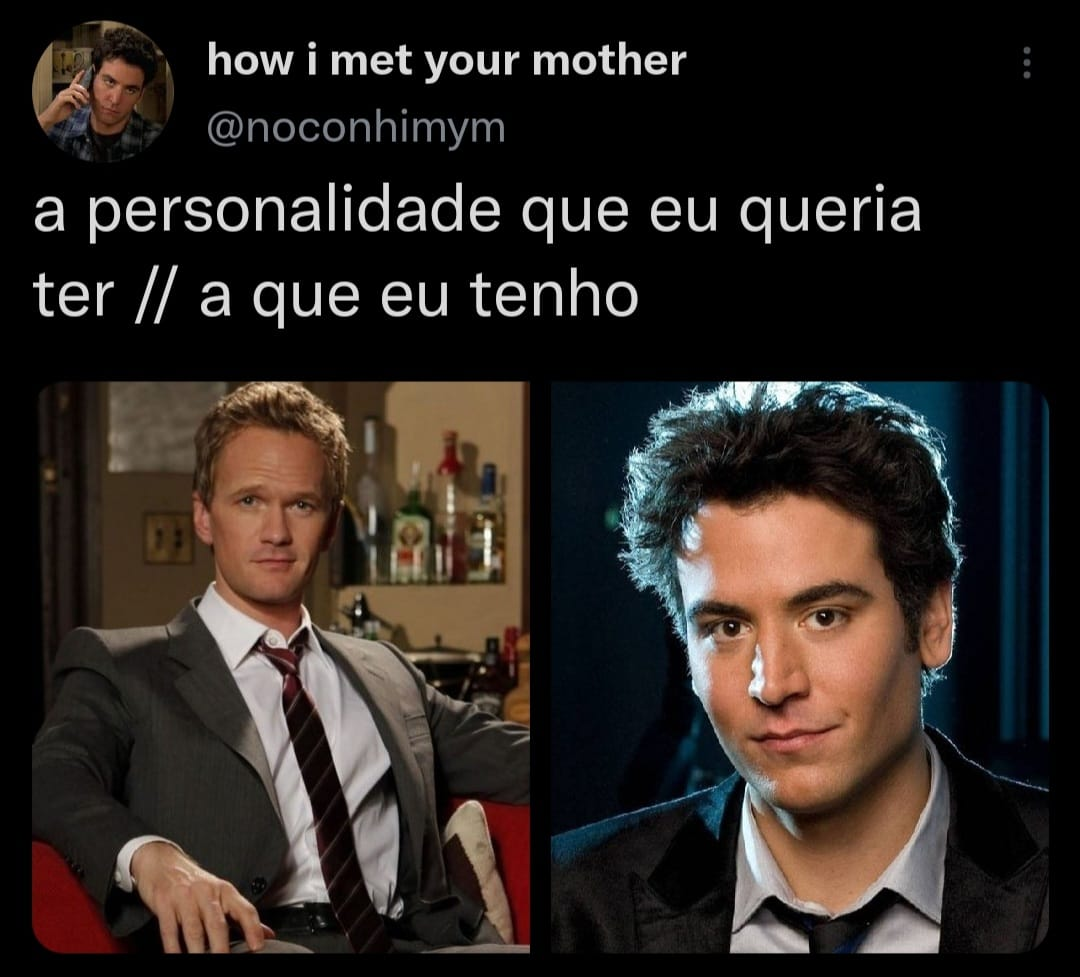 how i met your mother
@noconhimym
a personalidade que eu queria
ter // a que eu tenho